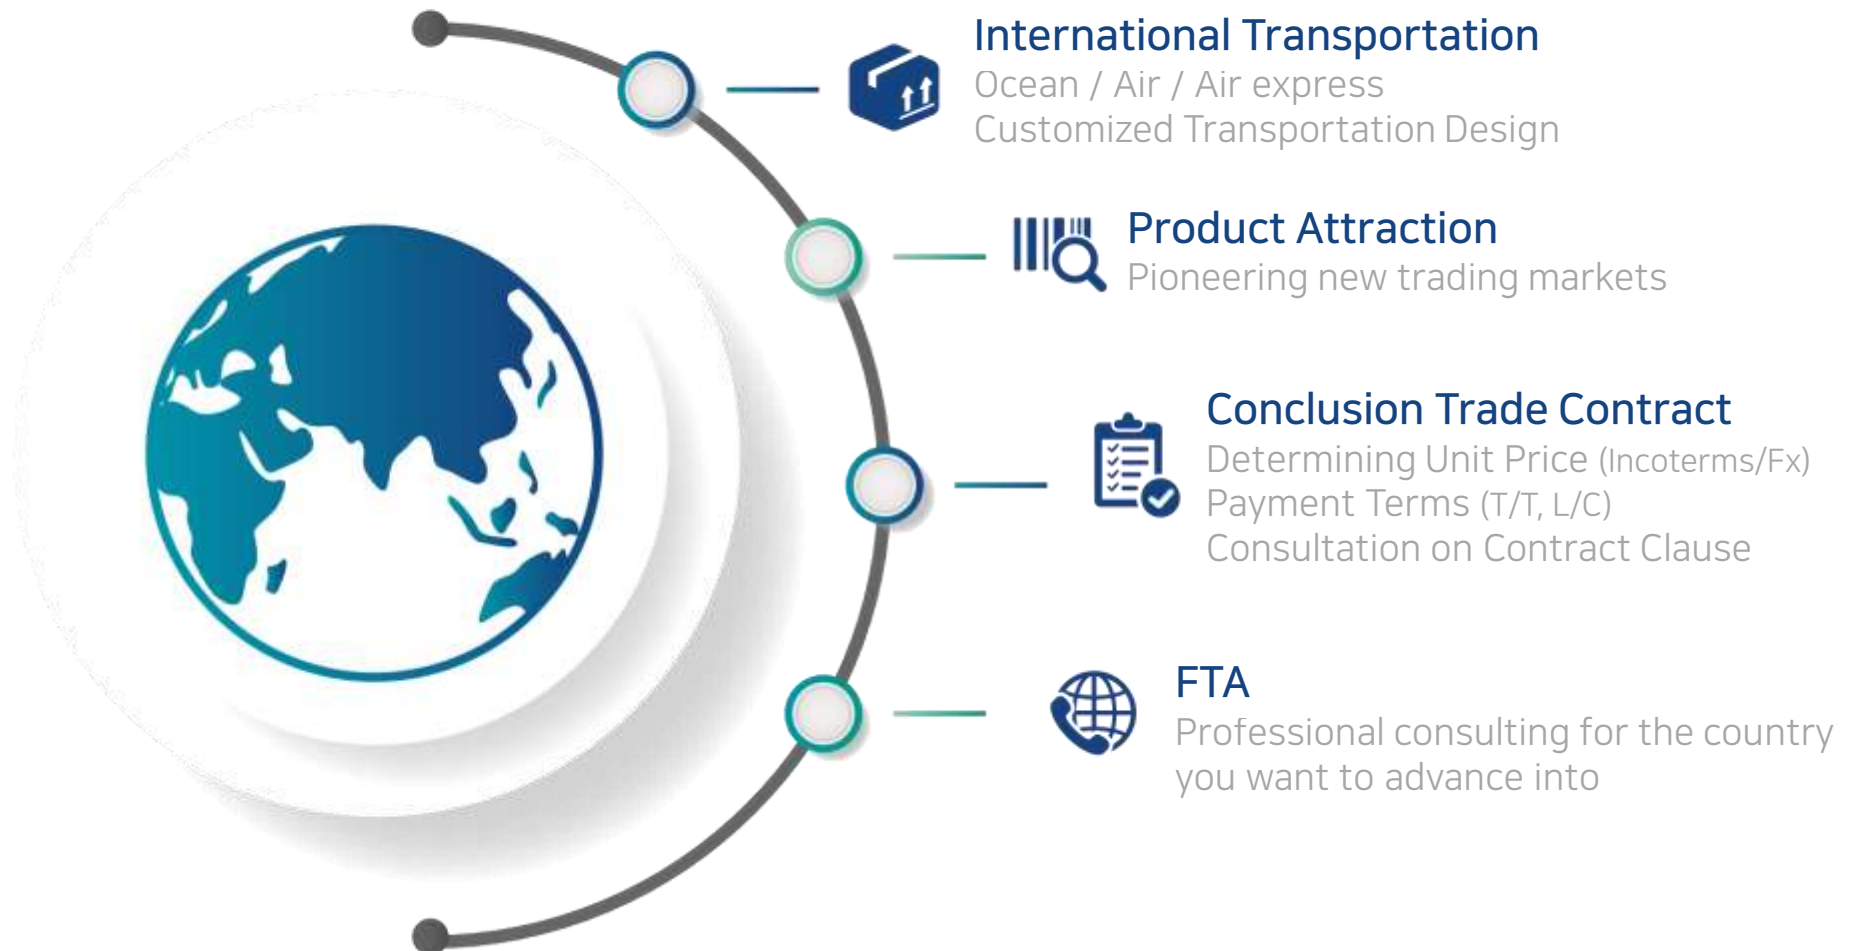 International Transportation
Ocean / Air / Air express
Customized Transportation Design
Product Attraction
Pioneering new trading markets
Conclusion Trade Contract
Determining Unit Price (Incoterms/Fx)
Payment Terms (T/T, L/C)
Consultation on Contract Clause
FTA
Professional consulting for the country
you want to advance into